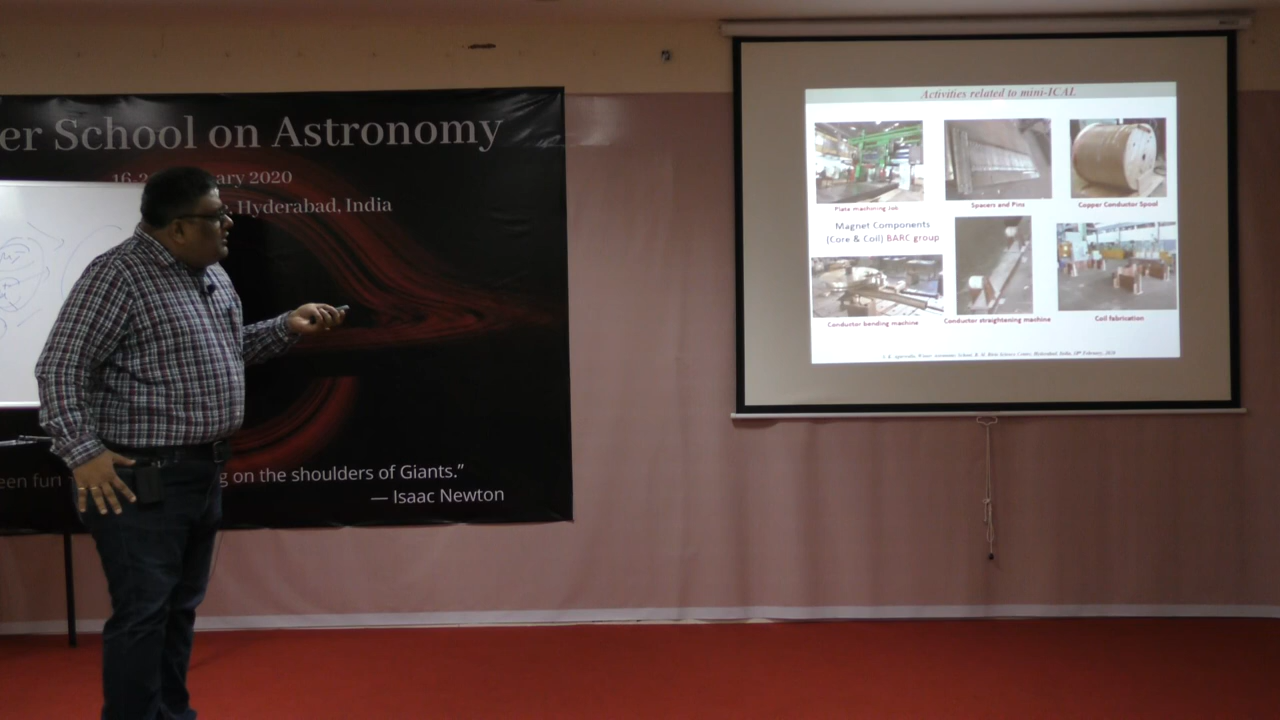 er School on Astronomy
ary 2020
Hyderabad, India
g on the shoulders of Giants.”
— Isaac Newton
Activities related to mini-ICAL
Plate machining Job
Spacers and Pins
Copper Conductor Spool
Magnet Components
(Core & Coil) BARC group
Conductor bending machine
Conductor straightening machine
Coil fabrication